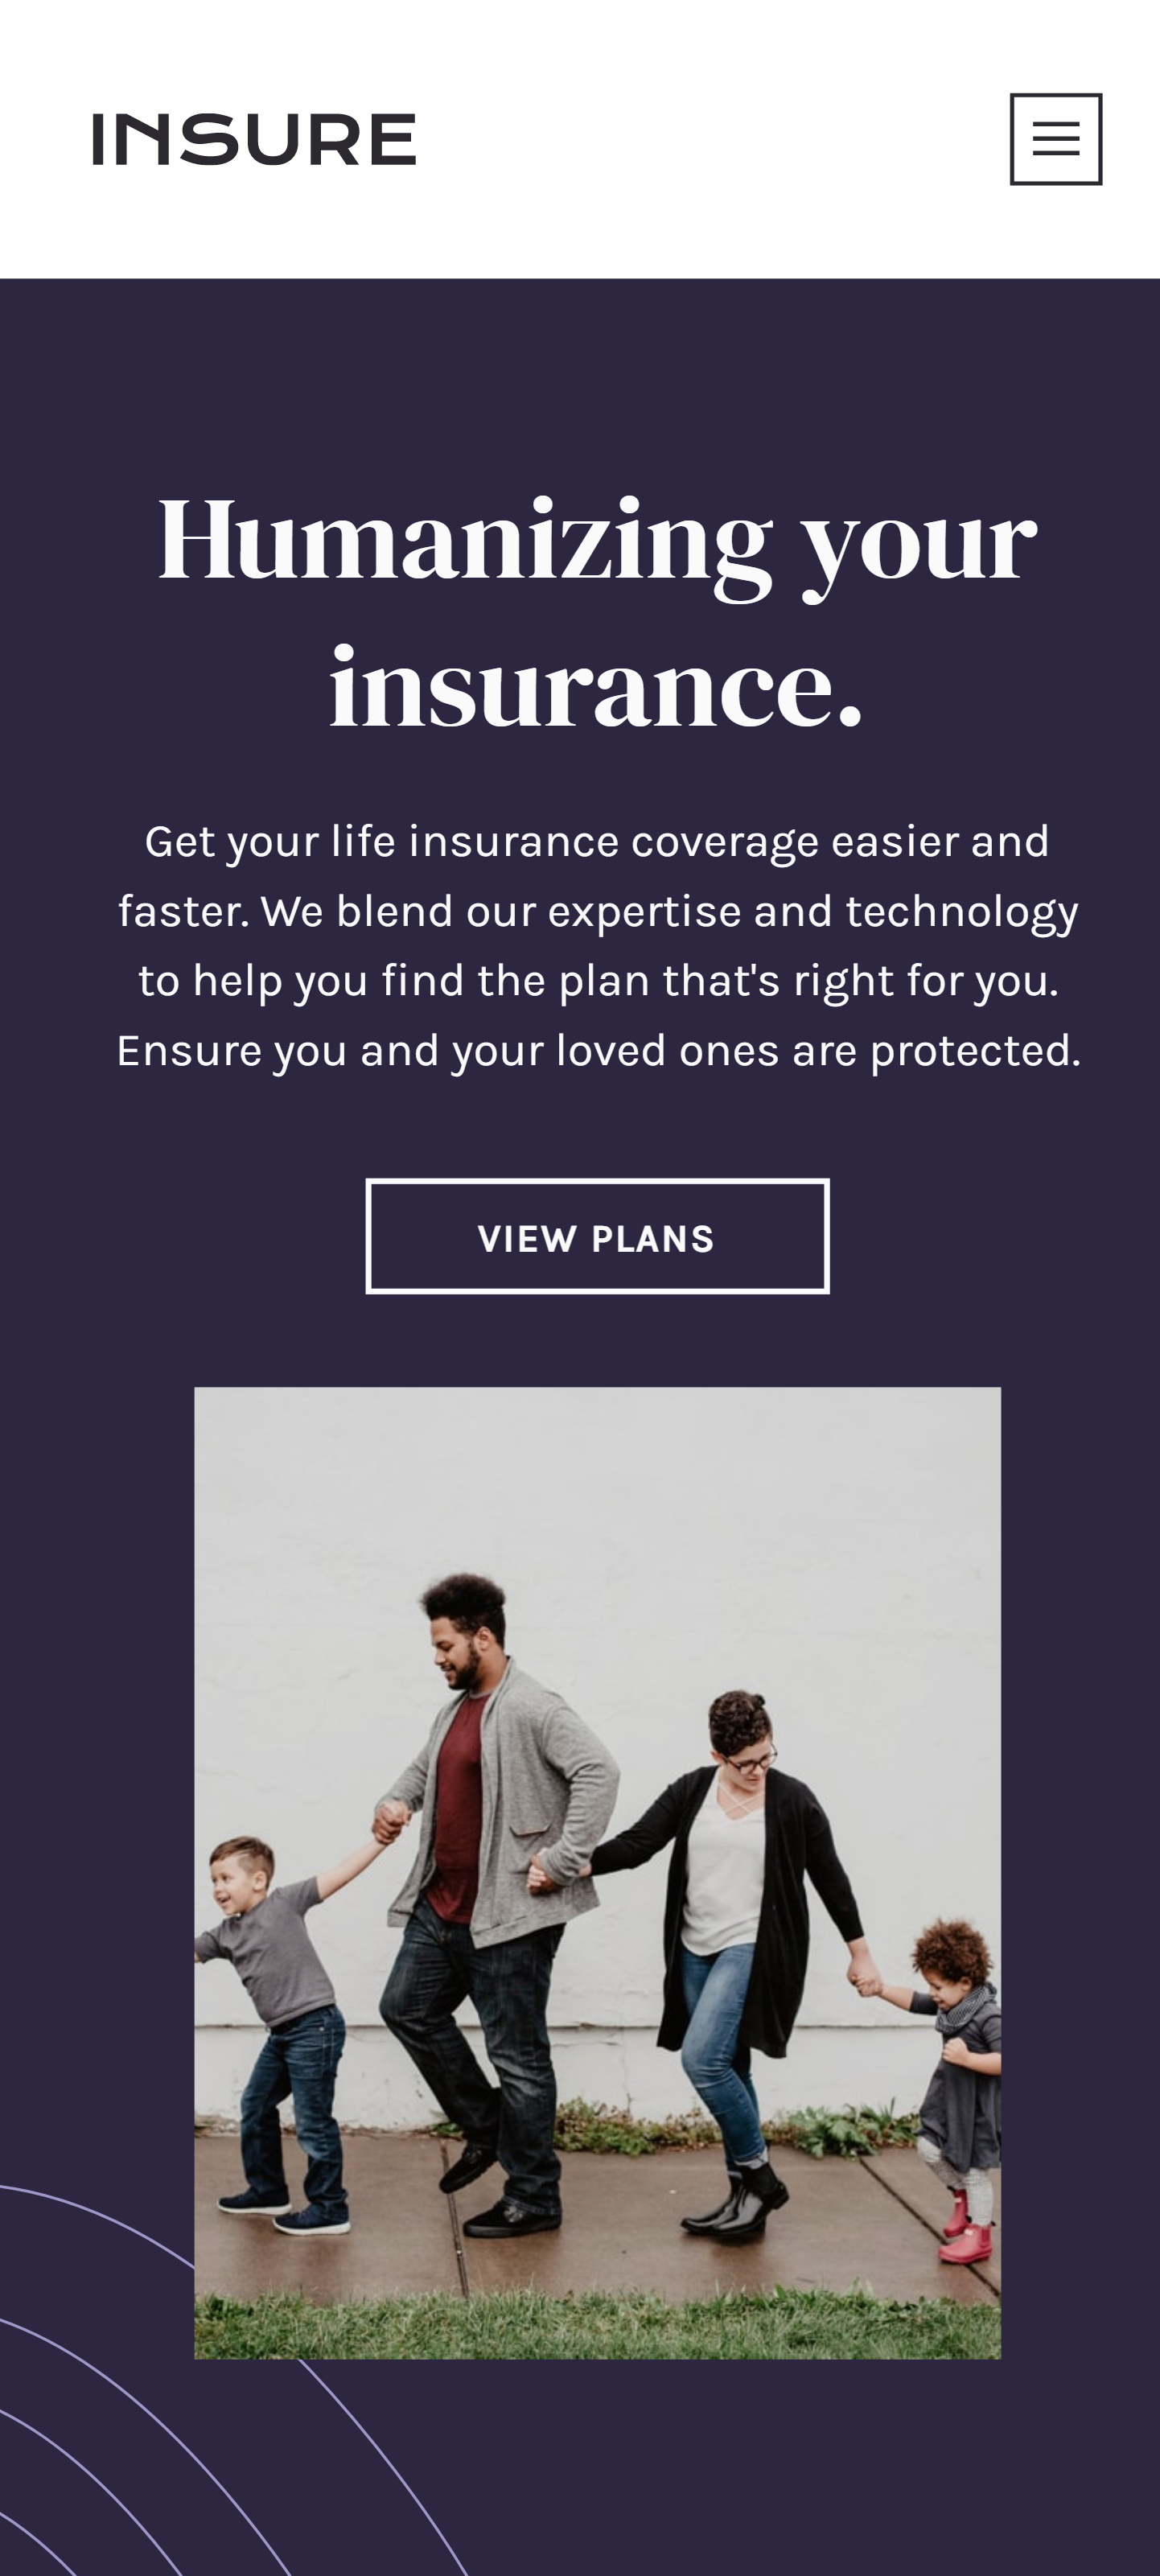 INSURE
Humanizing your
insurance.
Get your life insurance coverage easier and
faster. We blend our expertise and technology
to help you find the plan that's right for you.
Ensure you and your loved ones are protected.
VIEW PLANS